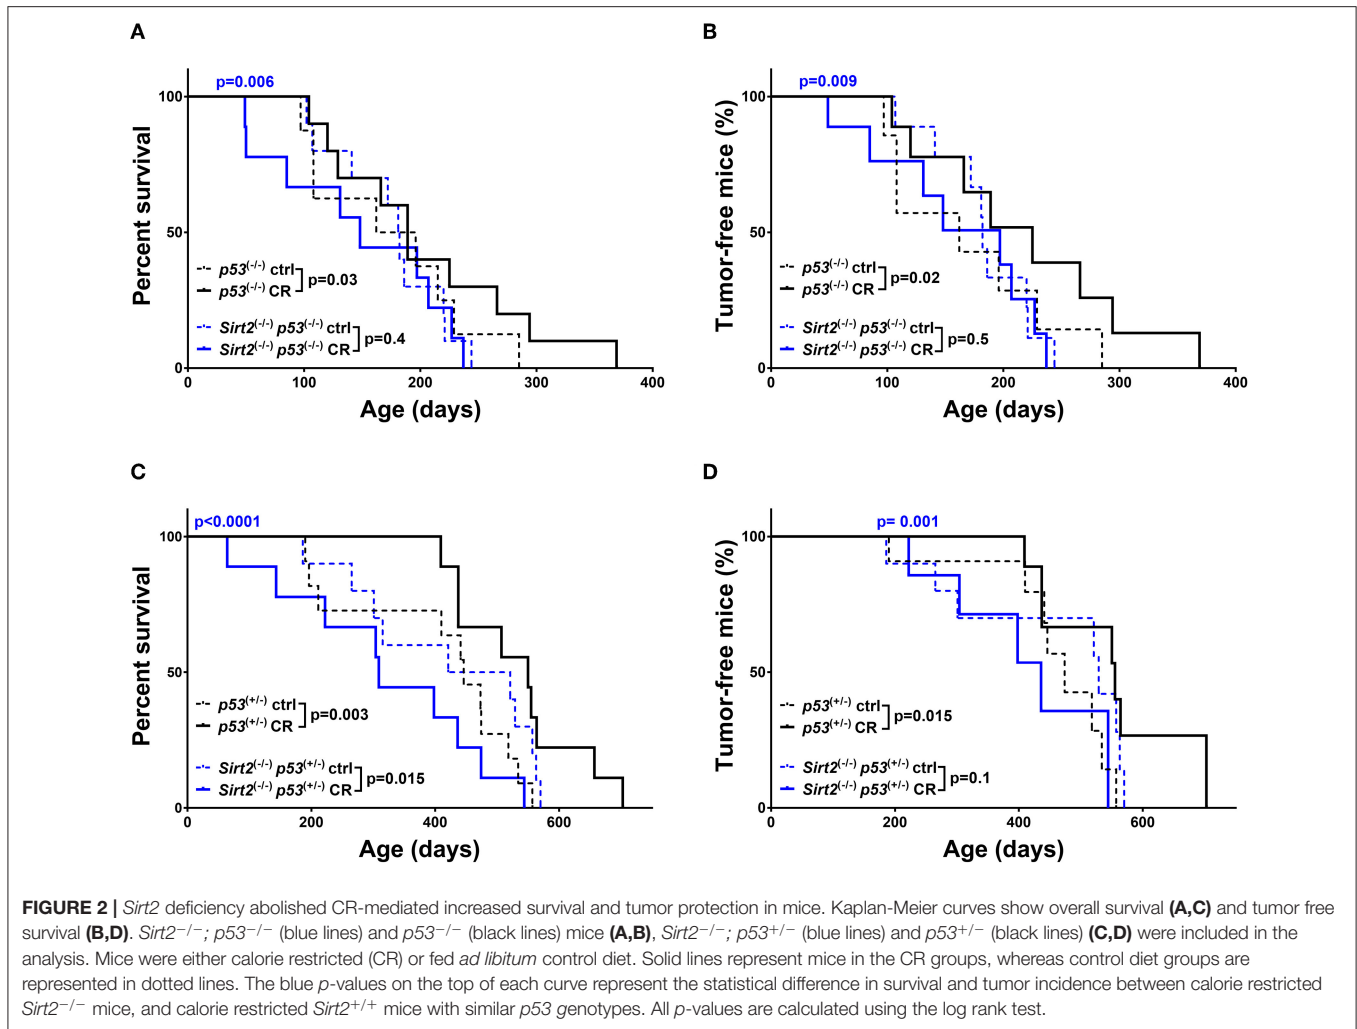 A
p=0.006
Percent survival
100
50
0
p53(-/-) ctrl
p53(-/-) CR
p=0.03
Sirt2(-/-) p53(-/-) ctrl
Sirt2(-/-) p53(-/-) CR
p=0.4
0 100 200 300 400
Age (days)
B
p=0.009
Tumor-free mice (%)
100
50
0
p53(-/-) ctrl
p53(-/-) CR
p=0.02
Sirt2(-/-) p53(-/-) ctrl
Sirt2(-/-) p53(-/-) CR
p=0.5
0 100 200 300 400
Age (days)
C
p<0.0001
Percent survival
100
50
0
p53(+/-) ctrl
p53(+/-) CR
p=0.003
Sirt2(-/-) p53(+/-) ctrl
Sirt2(-/-) p53(+/-) CR
p=0.015
0 200 400 600
Age (days)
D
p= 0.001
Tumor-free mice (%)
100
50
0
p53(+/-) ctrl
p53(+/-) CR
p=0.015
Sirt2(-/-) p53(+/-) ctrl
Sirt2(-/-) p53(+/-) CR
p=0.1
0 200 400 600
Age (days)
FIGURE 2 | Sirt2 deficiency abolished CR-mediated increased survival and tumor protection in mice. Kaplan-Meier curves show overall survival (A,C) and tumor free
survival (B,D). Sirt2−/−; p53−/− (blue lines) and p53−/− (black lines) mice (A,B), Sirt2−/−; p53+/− (blue lines) and p53+/− (black lines) (C,D) were included in the
analysis. Mice were either calorie restricted (CR) or fed ad libitum control diet. Solid lines represent mice in the CR groups, whereas control diet groups are
represented in dotted lines. The blue p-values on the top of each curve represent the statistical difference in survival and tumor incidence between calorie restricted
Sirt2−/− mice, and calorie restricted Sirt2+/+ mice with similar p53 genotypes. All p-values are calculated using the log rank test.